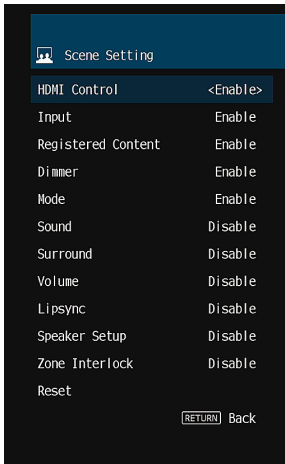 Scene Setting
HDMI Control <Enable>
Input Enable
Registered Content Enable
Dimmer Enable
Mode Enable
Sound Disable
Surround Disable
Volume Disable
Lipsync Disable
Speaker Setup Disable
Zone Interlock Disable
Reset
RETURN Back